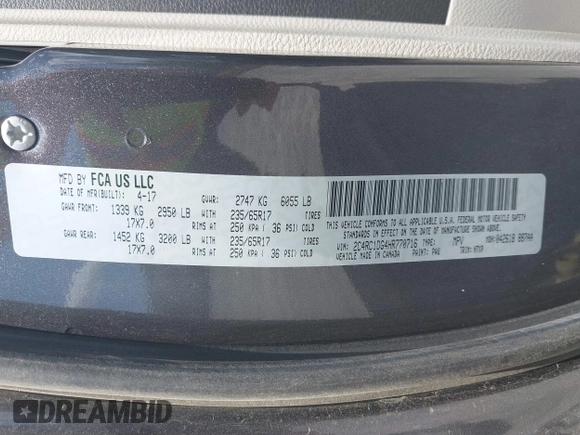 MFD BY FCA US LLC
DATE OF MFR(BUILT): 4-17 GVWR: 2747 KG 6055 LB
GAWR FRONT: 1339 KG 2950 LB WITH 235/65R17 TIRES
17X7.0 RIMS AT 250 KPA ( 36 PSI) COLD
GAWR REAR: 1452 KG 3200 LB WITH 235/65R17 TIRES
17X7.0 RIMS AT 250 KPA ( 36 PSI) COLD
THIS VEHICLE CONFORMS TO ALL APPLICABLE U.S.A. FEDERAL MOTOR VEHICLE SAFETY
STANDARDS IN EFFECT ON THE DATE OF MANUFACTURE SHOWN ABOVE.
VIN: 2C4RC1DG4HR770716 TYPE: MPV MDH:
VEHICLE MADE IN CANADA PAINT: PAU TRIM:
DREAMBID